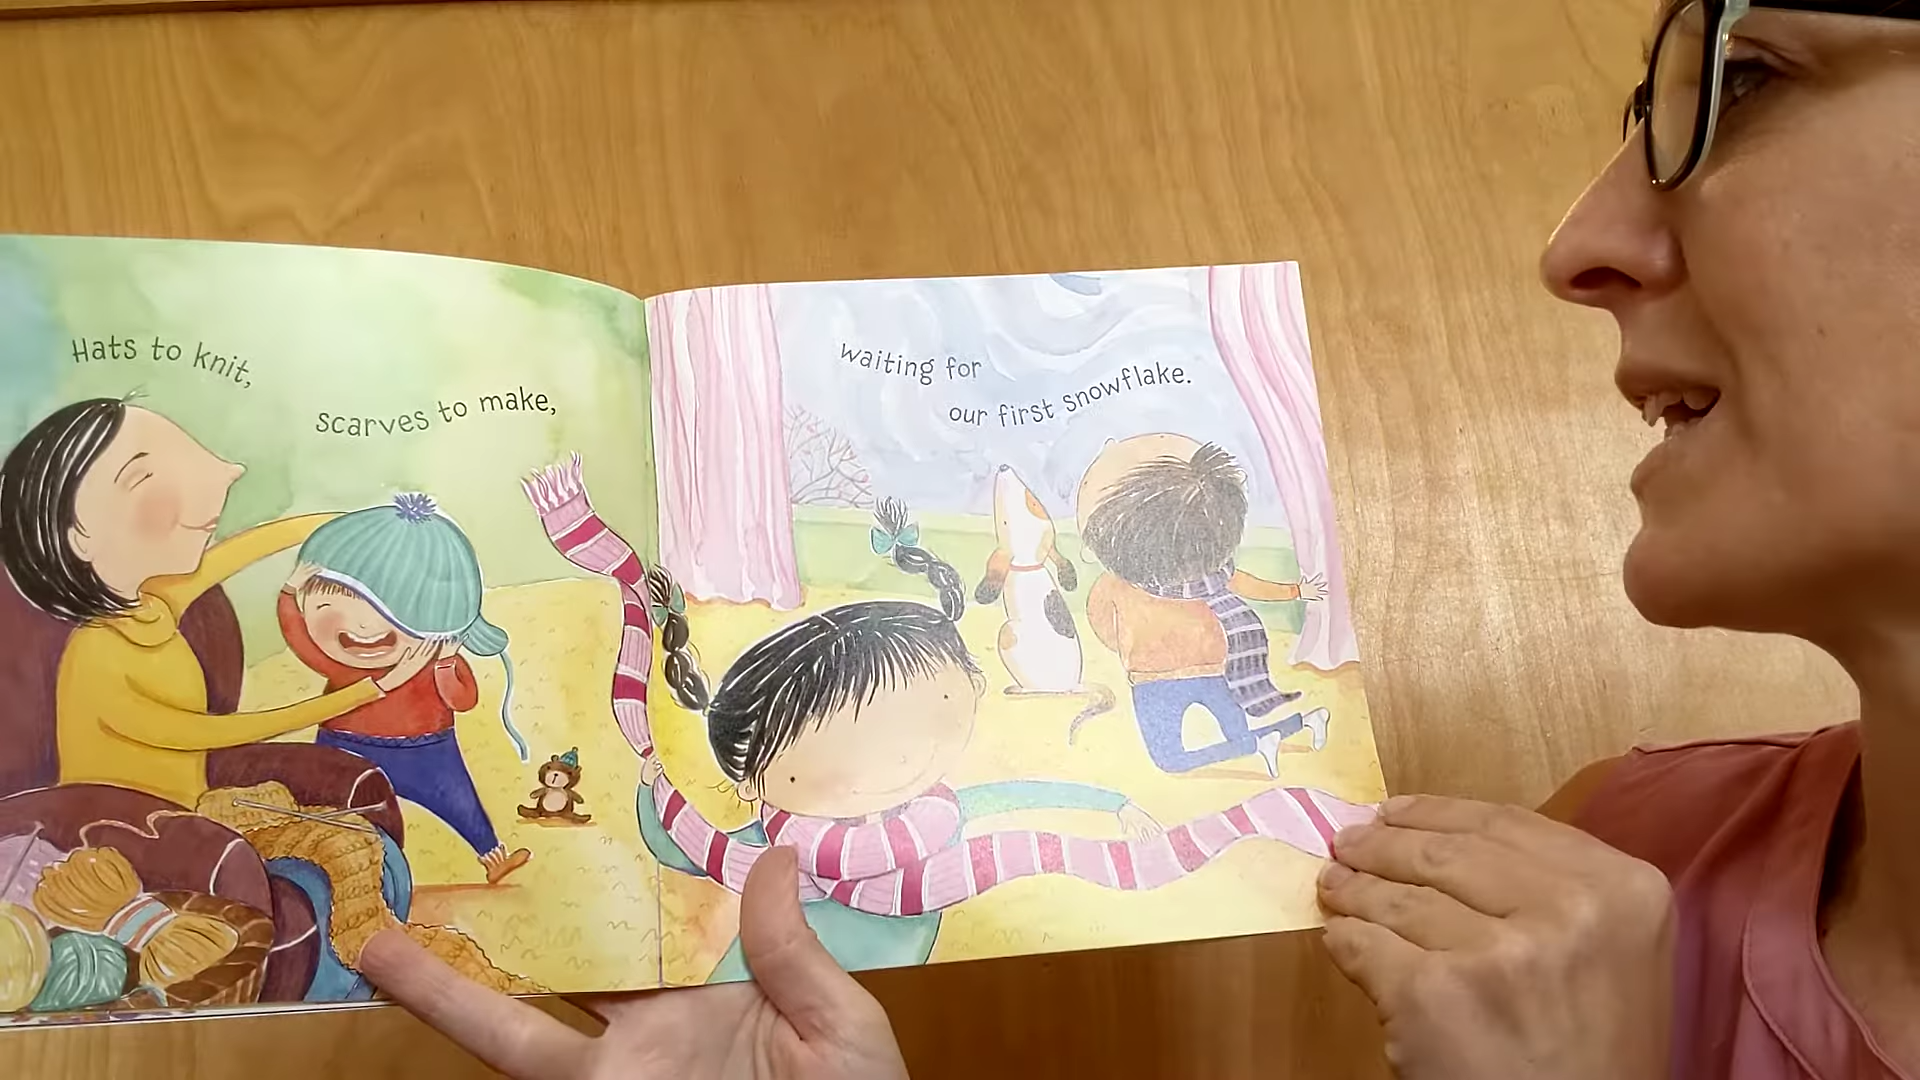 Hats to knit,
scarves to make,
waiting for
our first snowflake.